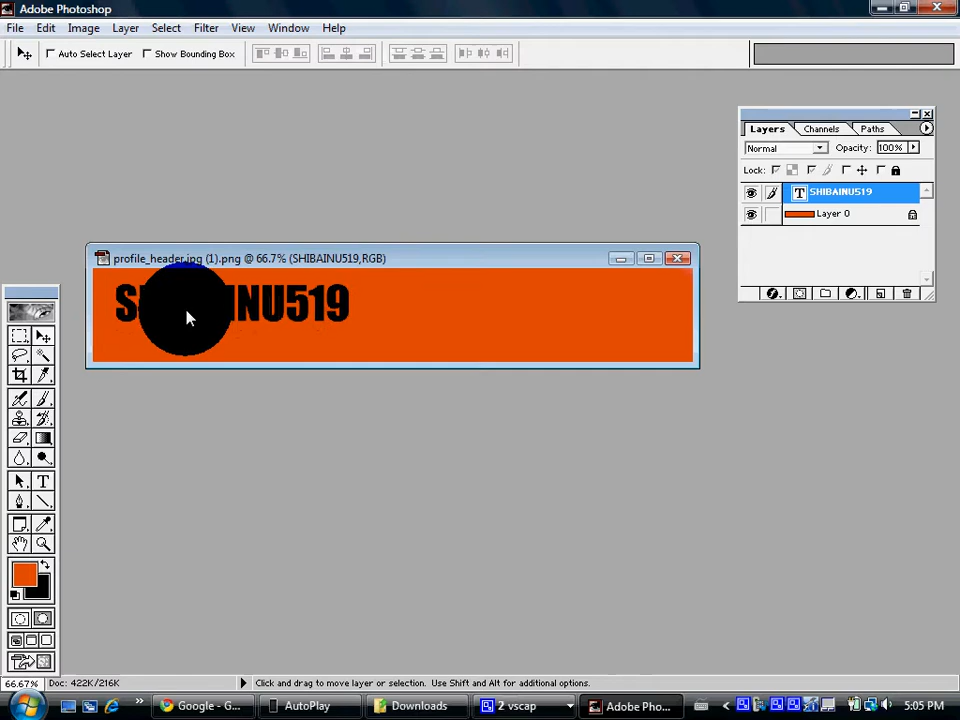 Adobe Photoshop
File Edit Image Layer Select Filter View Window Help
Auto Select Layer Show Bounding Box
Layers Channels Paths
Normal Opacity: 100%
Lock:
T SHIBAINU519
Layer 0
profile_header.jpg (1).png @ 66.7% (SHIBAINU519,RGB)
INU519
T
66.67% Doc: 422K/216K Click and drag to move layer or selection. Use Shift and Alt for additional options.
» Google - G... AutoPlay Downloads 2 vscap Adobe Pho... 5:05 PM